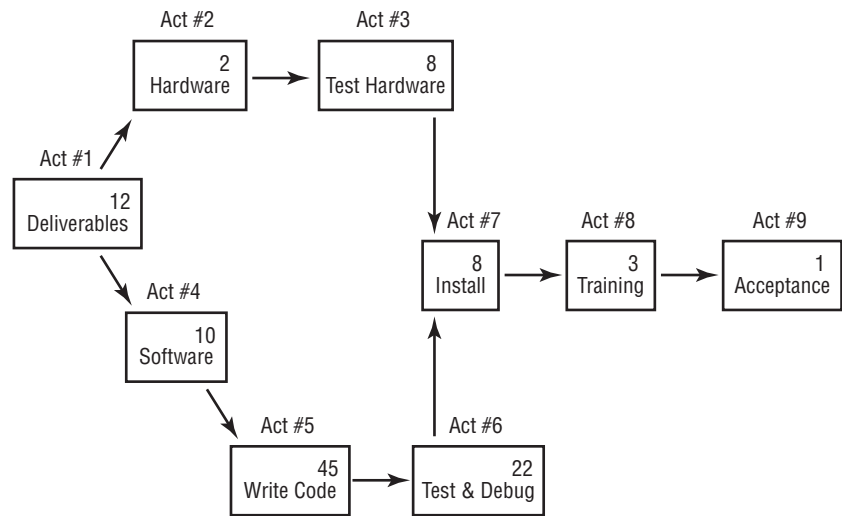 Act #2
2
Hardware
Act #3
8
Test Hardware
Act #1
12
Deliverables
Act #7
8
Install
Act #8
3
Training
Act #9
1
Acceptance
Act #4
10
Software
Act #5
45
Write Code
Act #6
22
Test & Debug